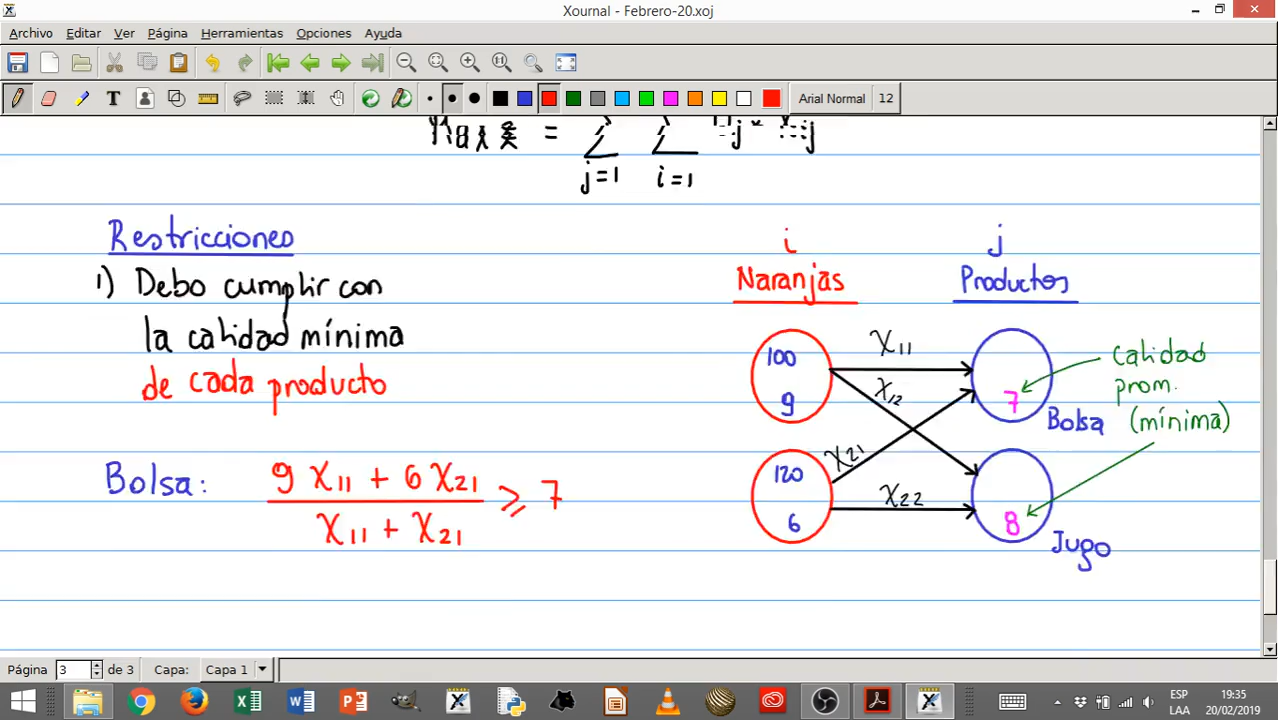 Xournal - Febrero-20.xoj
Archivo Editar Ver Página Herramientas Opciones Ayuda
Arial Normal 12
j=1 i=1
Restricciones
1) Debo cumplir con
la calidad mínima
de cada producto
Bolsa: 9 X11 + 6 X21 / X11 + X21 ≥ 7
i j
Naranjas Productos
100
9
120
6
X11
X12
X21
X22
7
Bolsa
8
Jugo
calidad
prom.
(mínima)
Página 3 de 3 Capa: Capa 1
ESP 19:35
LAA 20/02/2019